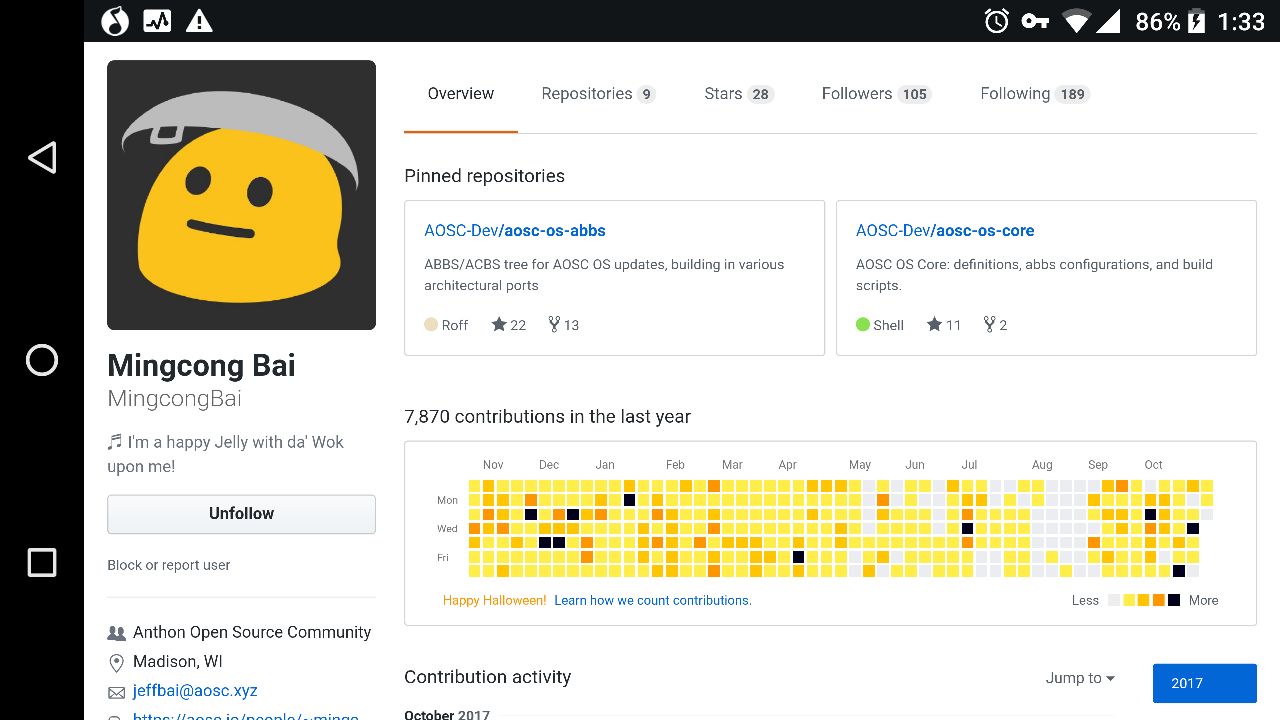 86% 1:33
Overview Repositories 9 Stars 28 Followers 105 Following 189
Pinned repositories
AOSC-Dev/aosc-os-abbs
ABBS/ACBS tree for AOSC OS updates, building in various
architectural ports
Roff 22 13
AOSC-Dev/aosc-os-core
AOSC OS Core: definitions, abbs configurations, and build
scripts.
Shell 11 2
Mingcong Bai
MingcongBai
🎵 I'm a happy Jelly with da' Wok
upon me!
Unfollow
Block or report user
Anthon Open Source Community
Madison, WI
jeffbai@aosc.xyz
7,870 contributions in the last year
Nov Dec Jan Feb Mar Apr May Jun Jul Aug Sep Oct
Mon
Wed
Fri
Happy Halloween! Learn how we count contributions.
Less More
Contribution activity
Jump to
2017
October 2017